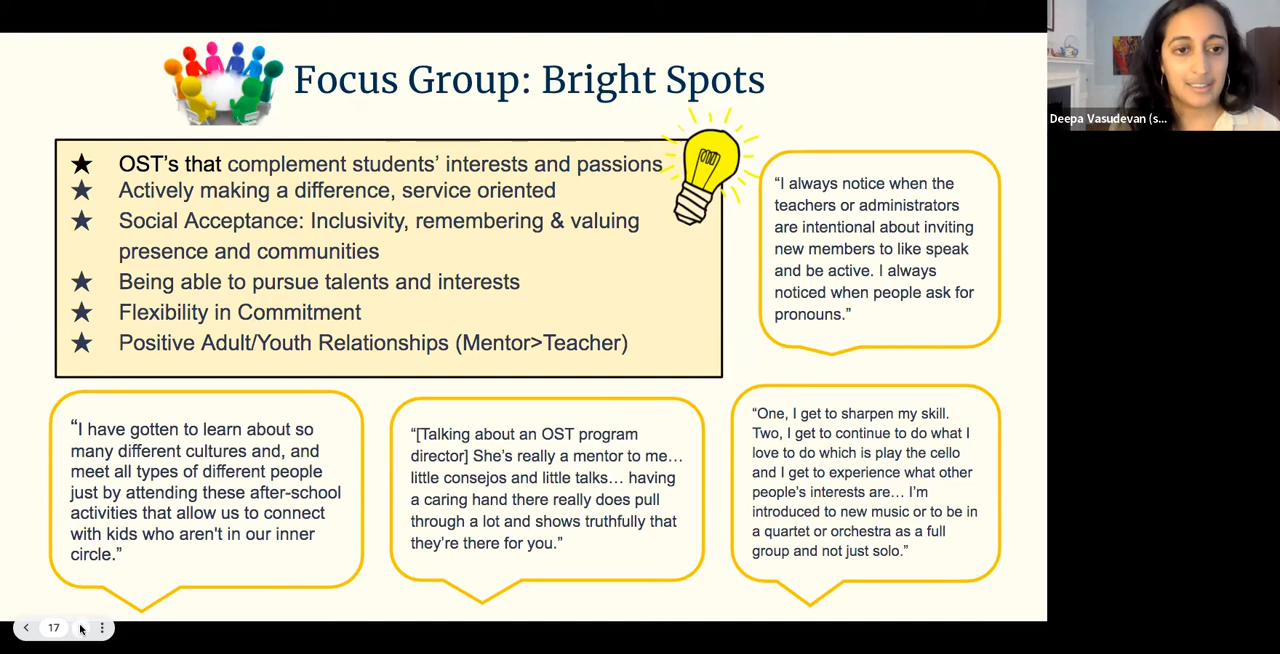 Focus Group: Bright Spots
Deepa Vasudevan (s...
★ OST's that complement students' interests and passions
★ Actively making a difference, service oriented
★ Social Acceptance: Inclusivity, remembering & valuing
presence and communities
★ Being able to pursue talents and interests
★ Flexibility in Commitment
★ Positive Adult/Youth Relationships (Mentor>Teacher)
“I always notice when the
teachers or administrators
are intentional about inviting
new members to like speak
and be active. I always
noticed when people ask for
pronouns.”
“I have gotten to learn about so
many different cultures and, and
meet all types of different people
just by attending these after-school
activities that allow us to connect
with kids who aren't in our inner
circle.”
“[Talking about an OST program
director] She’s really a mentor to me…
little consejos and little talks… having
a caring hand there really does pull
through a lot and shows truthfully that
they’re there for you.”
“One, I get to sharpen my skill.
Two, I get to continue to do what I
love to do which is play the cello
and I get to experience what other
people’s interests are… I’m
introduced to new music or to be in
a quartet or orchestra as a full
group and not just solo.”
17